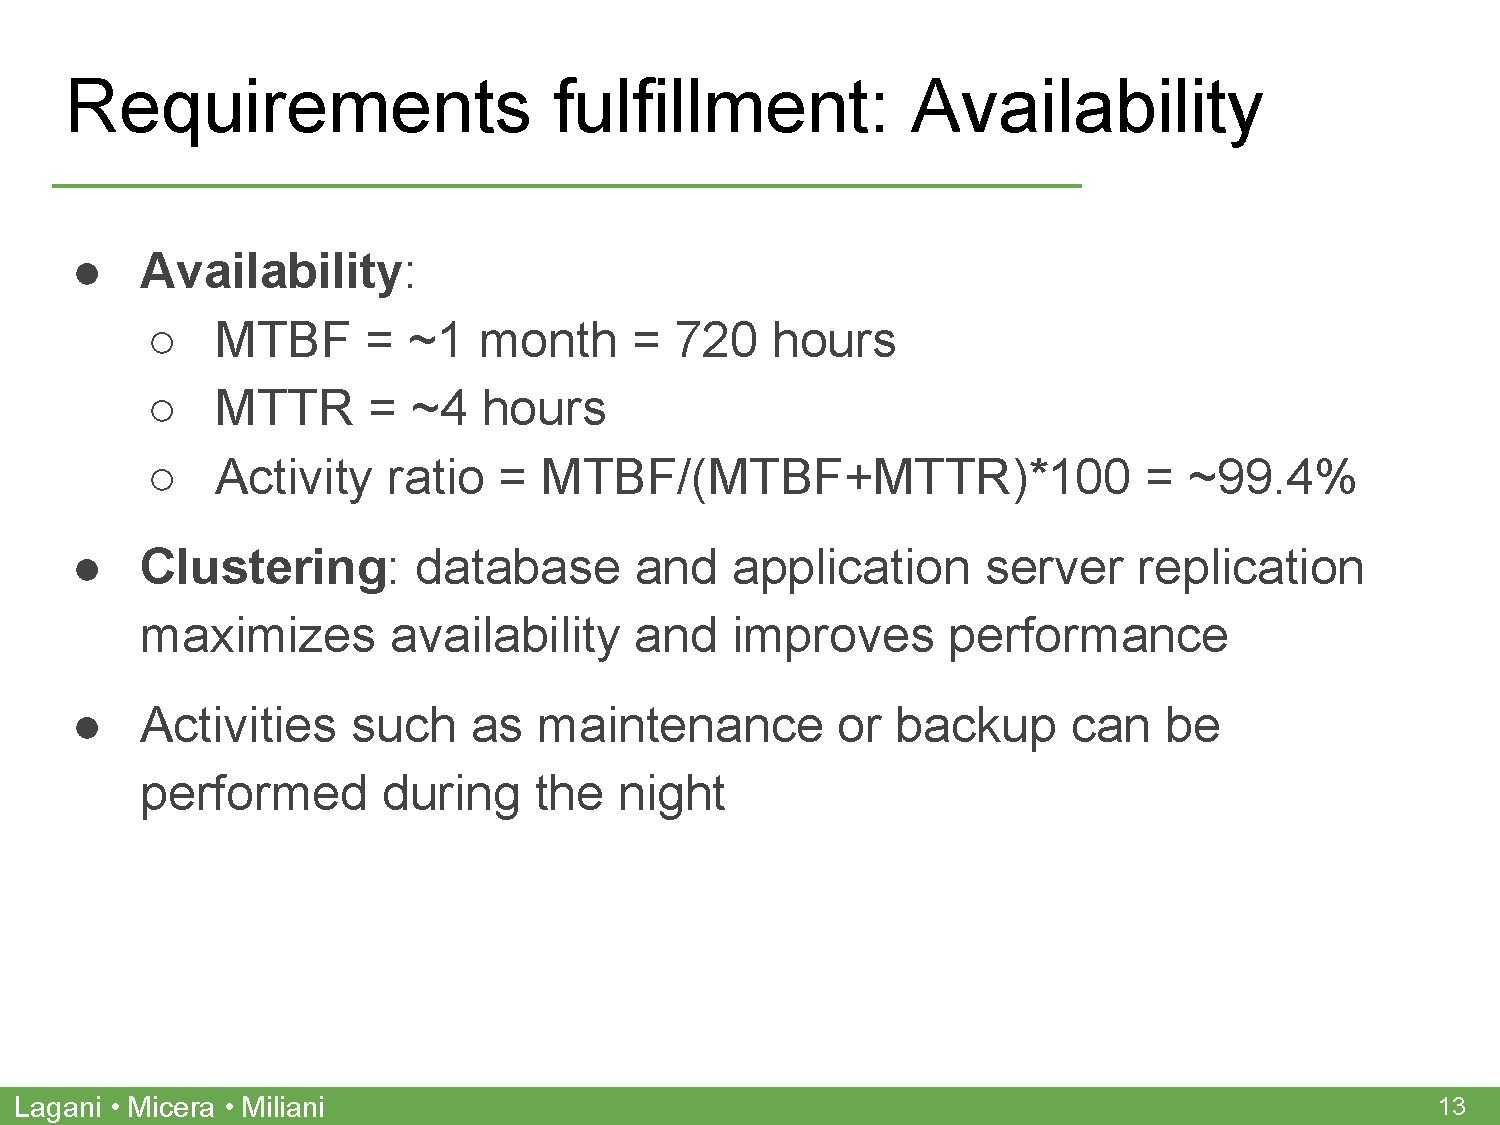 Requirements fulfillment: Availability
● Availability:
○ MTBF = ~1 month = 720 hours
○ MTTR = ~4 hours
○ Activity ratio = MTBF/(MTBF+MTTR)*100 = ~99.4%
● Clustering: database and application server replication
maximizes availability and improves performance
● Activities such as maintenance or backup can be
performed during the night
Lagani • Micera • Miliani
13